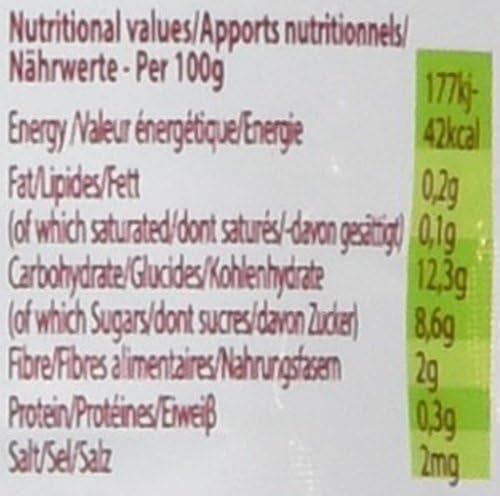 Nutritional values/Apports nutritionnels/
Nährwerte - Per 100g
177kj-
Energy/Valeur énergétique/Energie 42kcal
Fat/Lipides/Fett 0,2g
(of which saturated/dont saturés/-davon gesättigt) 0,1g
Carbohydrate/Glucides/Kohlenhydrate 12,3g
(of which Sugars/dont sucres/davon Zucker) 8,6g
Fibre/Fibres alimentaires/Nahrungsfasern 2g
Protein/Protéines/Eiweiß 0,3g
Salt/Sel/Salz 2mg